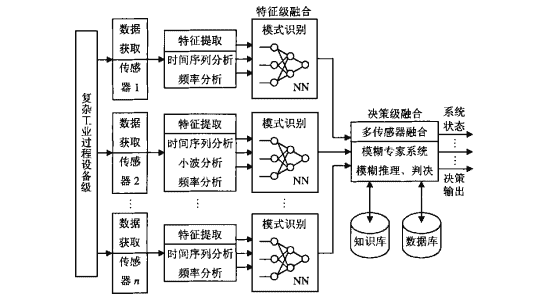 特征级融合
复杂工业过程设备级
数据
获取
传感
器1
特征提取
时间序列分析
频率分析
模式识别
NN
数据
获取
传感
器2
特征提取
时间序列分析
小波分析
频率分析
模式识别
NN
数据
获取
传感
器n
特征提取
时间序列分析
频率分析
模式识别
NN
决策级融合
多传感器融合
模糊专家系统
模糊推理、判决
系统
状态
决策
输出
知识库
数据库